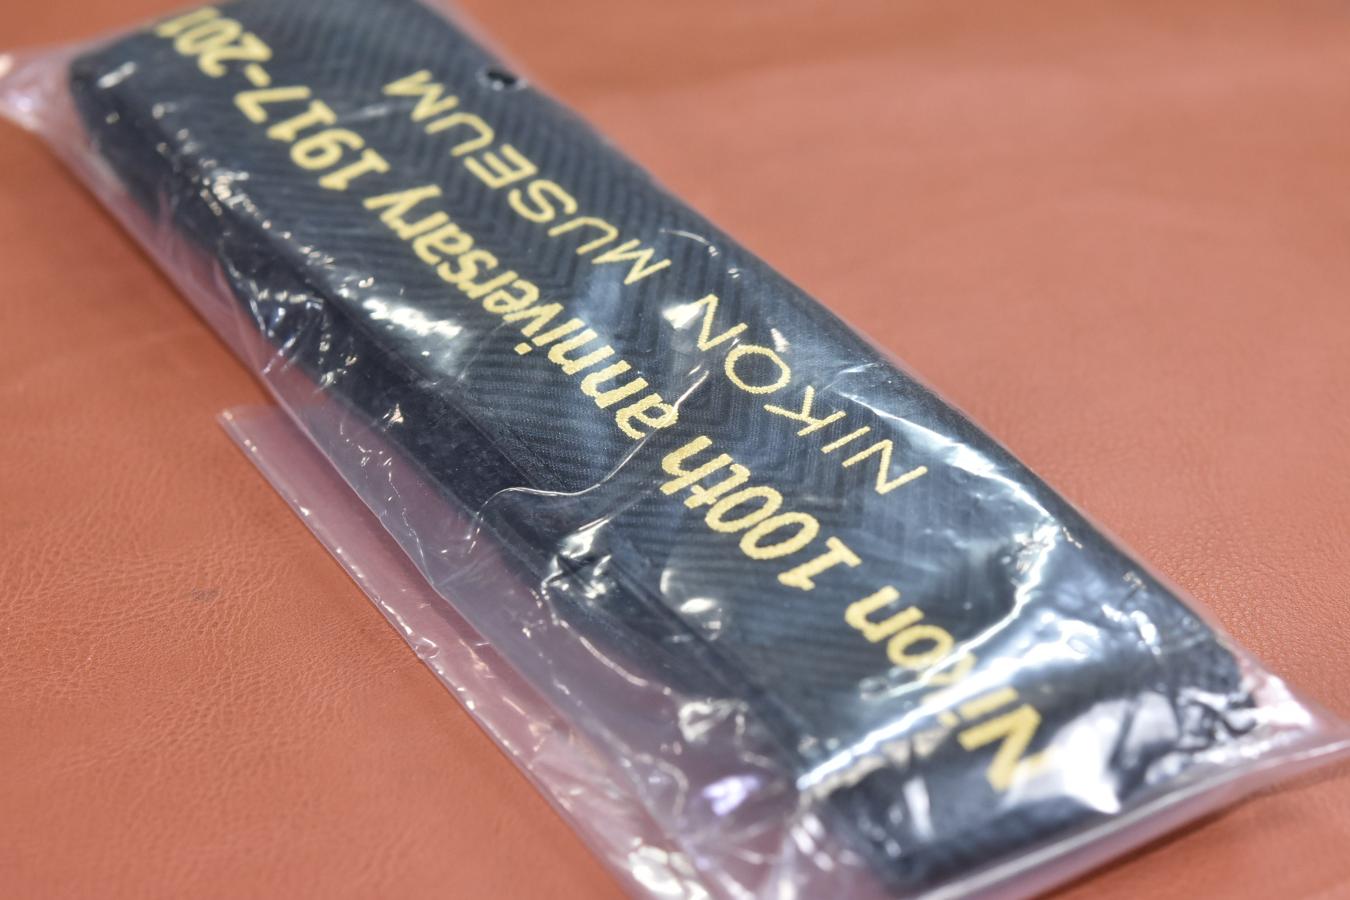 Nikon 100th anniversary 1917-201
NIKON MUSEUM